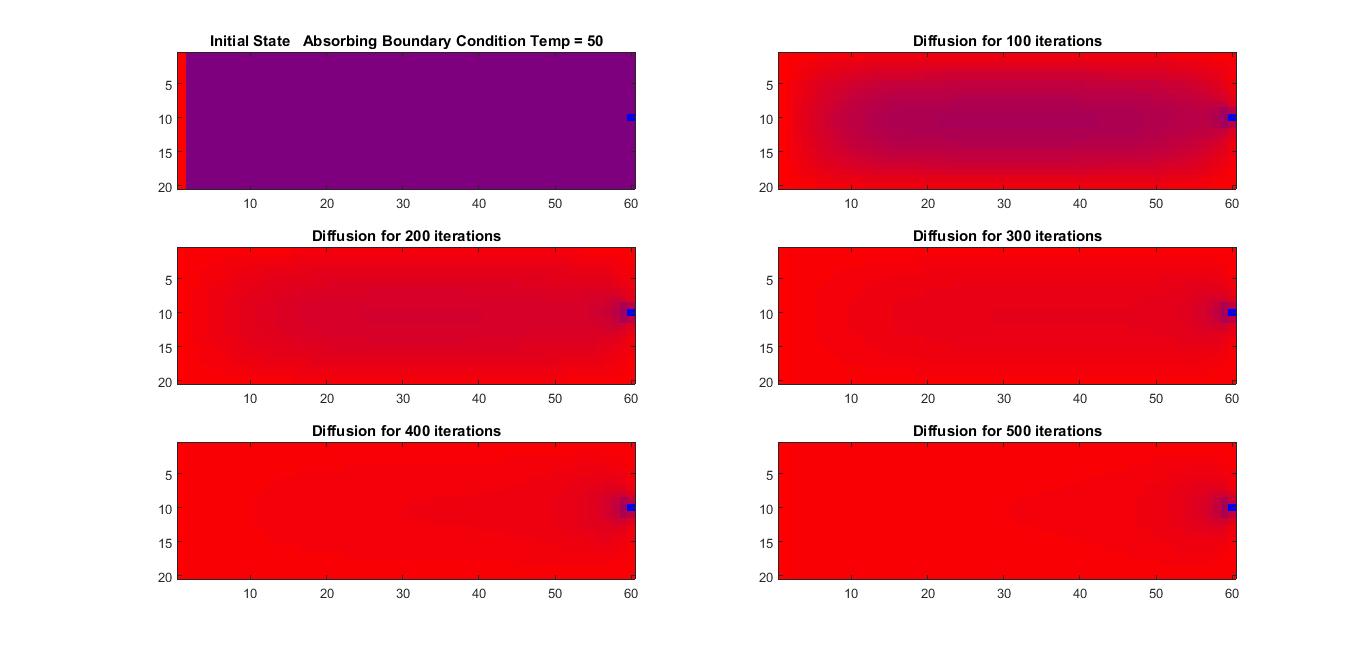 Initial State   Absorbing Boundary Condition Temp = 50
5
10
15
20
10 20 30 40 50 60
Diffusion for 100 iterations
5
10
15
20
10 20 30 40 50 60
Diffusion for 200 iterations
5
10
15
20
10 20 30 40 50 60
Diffusion for 300 iterations
5
10
15
20
10 20 30 40 50 60
Diffusion for 400 iterations
5
10
15
20
10 20 30 40 50 60
Diffusion for 500 iterations
5
10
15
20
10 20 30 40 50 60